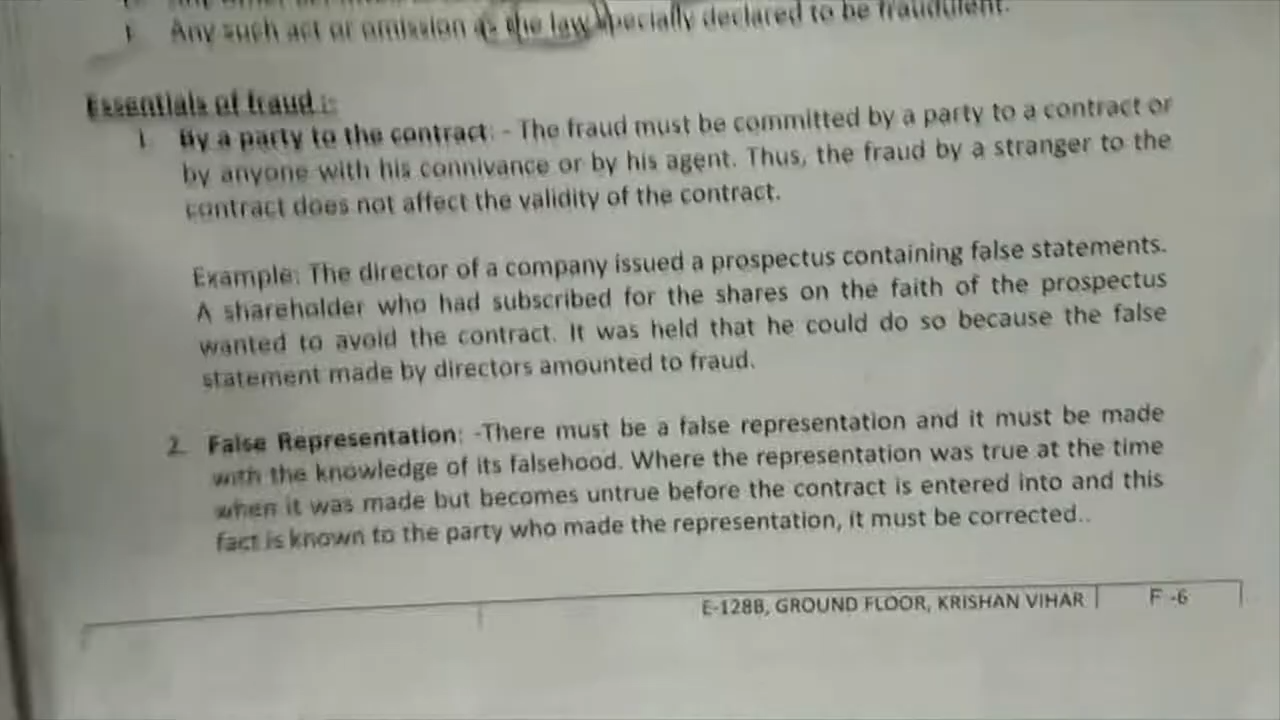 Any such act or omission as the law specially declared to be fraudulent.
Essentials of fraud :-
1. By a party to the contract: - The fraud must be committed by a party to a contract or
by anyone with his connivance or by his agent. Thus, the fraud by a stranger to the
contract does not affect the validity of the contract.
Example: The director of a company issued a prospectus containing false statements.
A shareholder who had subscribed for the shares on the faith of the prospectus
wanted to avoid the contract. It was held that he could do so because the false
statement made by directors amounted to fraud.
2. False Representation: -There must be a false representation and it must be made
with the knowledge of its falsehood. Where the representation was true at the time
when it was made but becomes untrue before the contract is entered into and this
fact is known to the party who made the representation, it must be corrected..
E-128B, GROUND FLOOR, KRISHAN VIHAR F -6